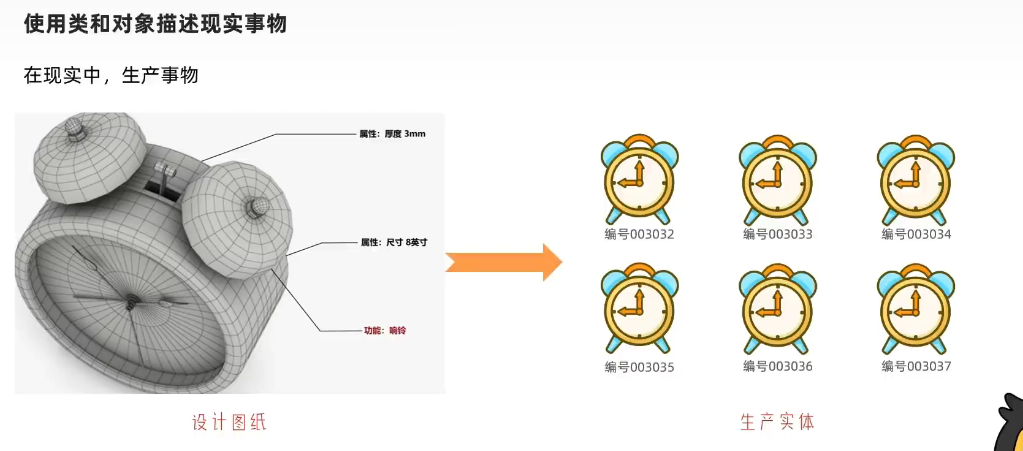 使用类和对象描述现实事物
在现实中，生产事物
属性：厚度 3mm
属性：尺寸 8英寸
功能：响铃
设计图纸
编号003032
编号003033
编号003034
编号003035
编号003036
编号003037
生产实体